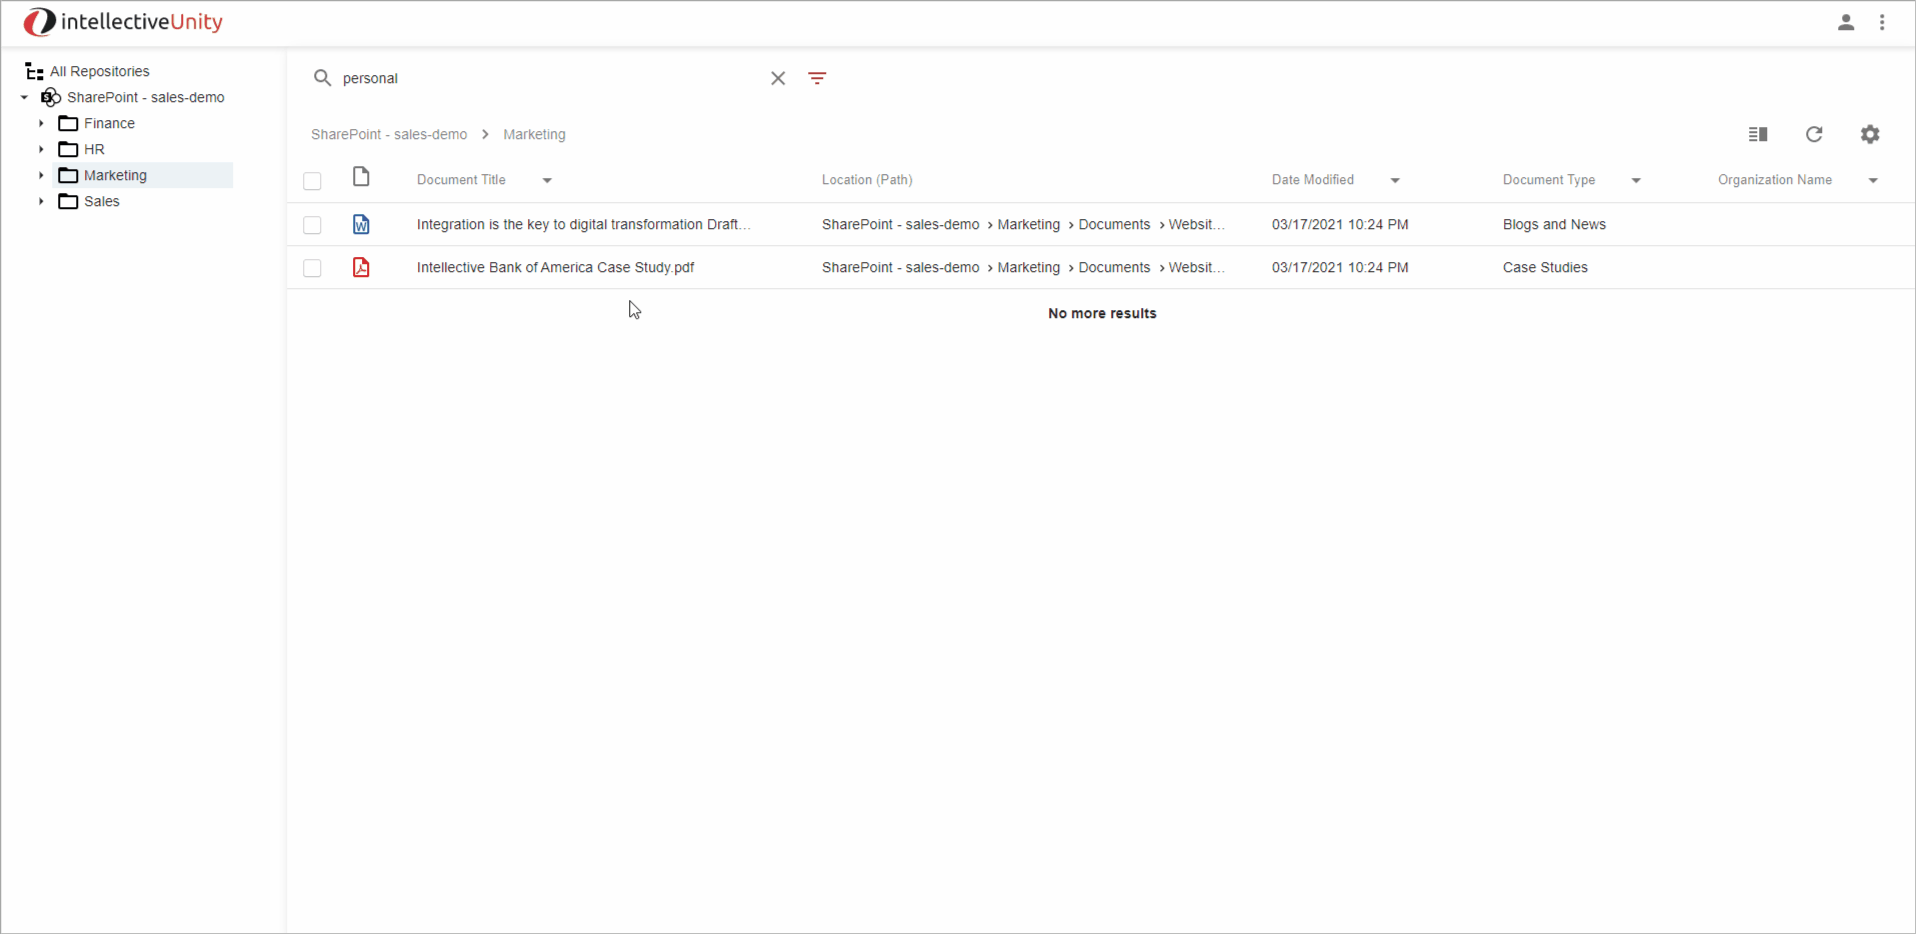 intellectiveUnity
All Repositories
SharePoint - sales-demo
Finance
HR
Marketing
Sales
personal
SharePoint - sales-demo > Marketing
Document Title Location (Path) Date Modified Document Type Organization Name
Integration is the key to digital transformation Draft... SharePoint - sales-demo > Marketing > Documents > Websit... 03/17/2021 10:24 PM Blogs and News
Intellective Bank of America Case Study.pdf SharePoint - sales-demo > Marketing > Documents > Websit... 03/17/2021 10:24 PM Case Studies
No more results